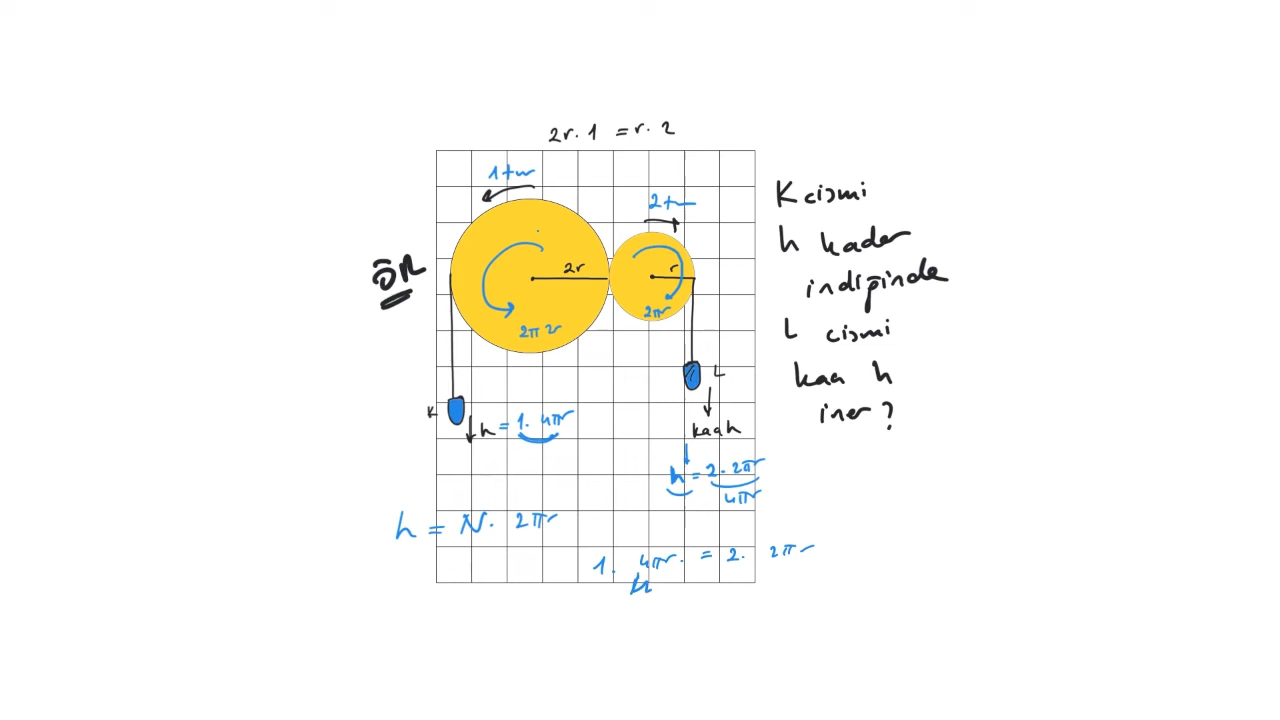 2r. 1 = r. 2
1 tur
2 tur
ÖR
2r
r
2π 2r
2πr
K
L
h = 1. 4πr
kaç h
h = 2. 2πr
4πr
h = N. 2πr
1. 4πr. = 2. 2πr
h
K cismi
h kadar
indiğinde
L cismi
kaç h
iner?